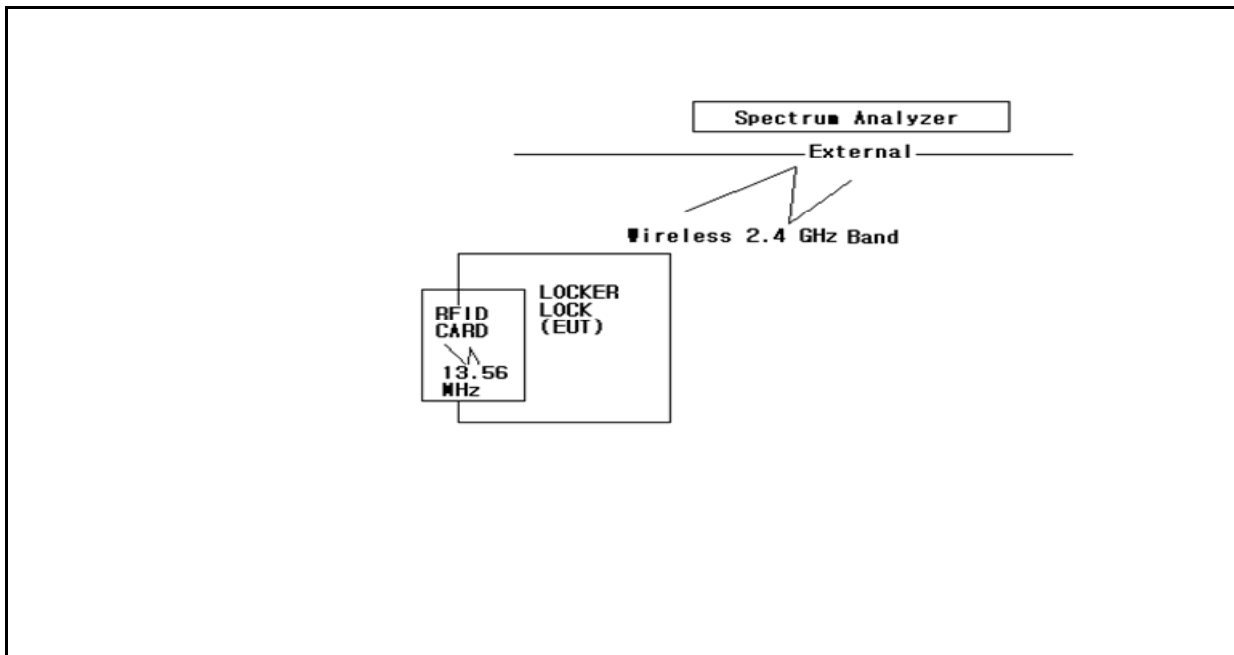 Spectrum Analyzer
External
Wireless 2.4 GHz Band
LOCKER
LOCK
(EUT)
RFID
CARD
13.56
MHz